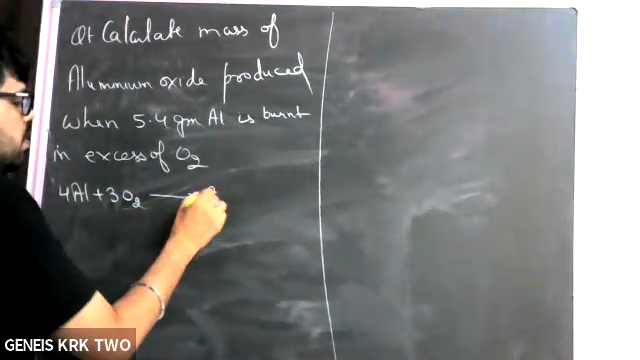 Q1 Calculate mass of
Aluminium oxide produced
when 5.4 gm Al is burnt
in excess of O2
4Al + 3O2
GENEIS KRK TWO